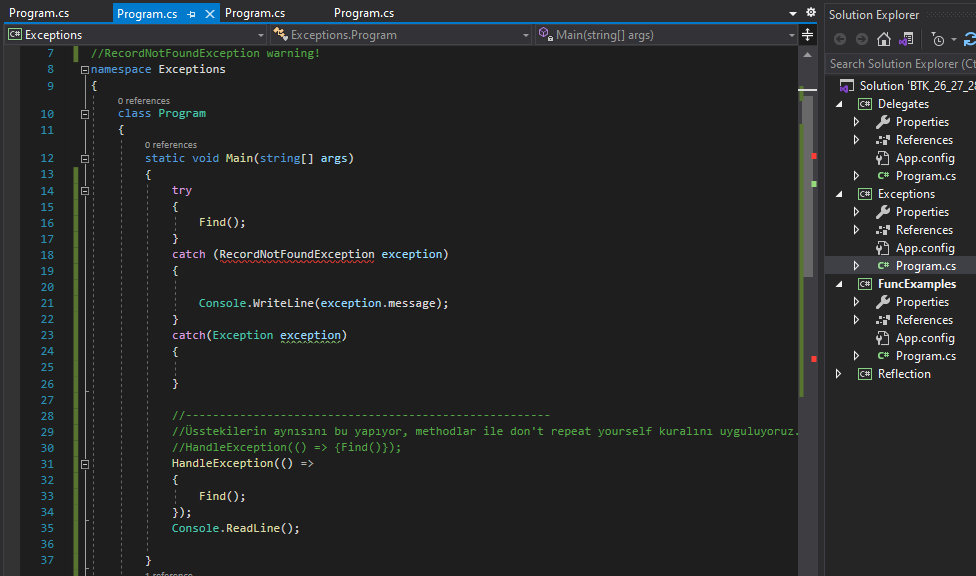 Program.cs Program.cs Program.cs Program.cs
Exceptions Exceptions.Program Main(string[] args)
7 //RecordNotFoundException warning!
8 namespace Exceptions
9 {
0 references
10 class Program
11 {
0 references
12 static void Main(string[] args)
13 {
14 try
15 {
16 Find();
17 }
18 catch (RecordNotFoundException exception)
19 {
20
21 Console.WriteLine(exception.message);
22 }
23 catch(Exception exception)
24 {
25
26 }
27
28 //------------------------------------------------------
29 //Üsstekilerin aynısını bu yapıyor, methodlar ile don't repeat yourself kuralını uyguluyoruz.
30 //HandleException(() => {Find()});
31 HandleException(() =>
32 {
33 Find();
34 });
35 Console.ReadLine();
36
37 }
1 reference
Solution Explorer
Search Solution Explorer (Ct
Solution 'BTK_26_27_28
C# Delegates
Properties
References
App.config
C# Program.cs
C# Exceptions
Properties
References
App.config
C# Program.cs
C# FuncExamples
Properties
References
App.config
C# Program.cs
C# Reflection